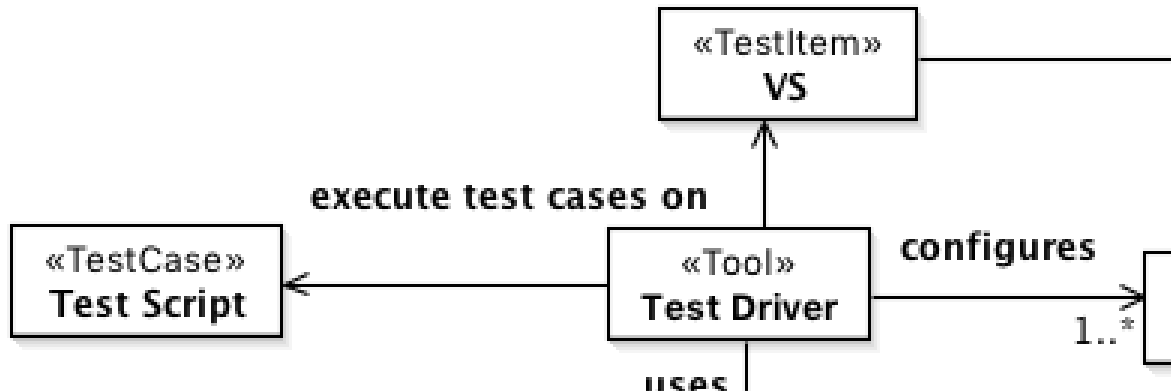 «TestItem»
VS
execute test cases on
«TestCase»
Test Script
«Tool»
Test Driver
configures
1..*
uses